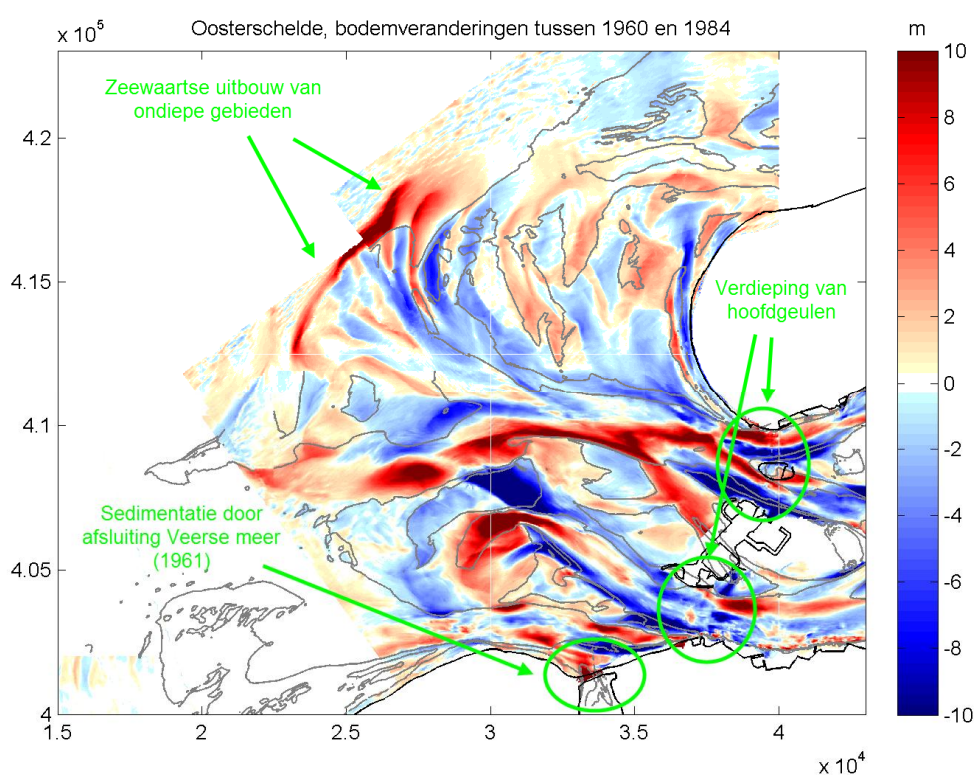 Oosterschelde, bodemveranderingen tussen 1960 en 1984
x 10^5
m
Zeewaartse uitbouw van
ondiepe gebieden
Verdieping van
hoofdgeulen
Sedimentatie door
afsluiting Veerse meer
(1961)
4.2
4.15
4.1
4.05
4
1.5
2
2.5
3
3.5
4
x 10^4
10
8
6
4
2
0
-2
-4
-6
-8
-10